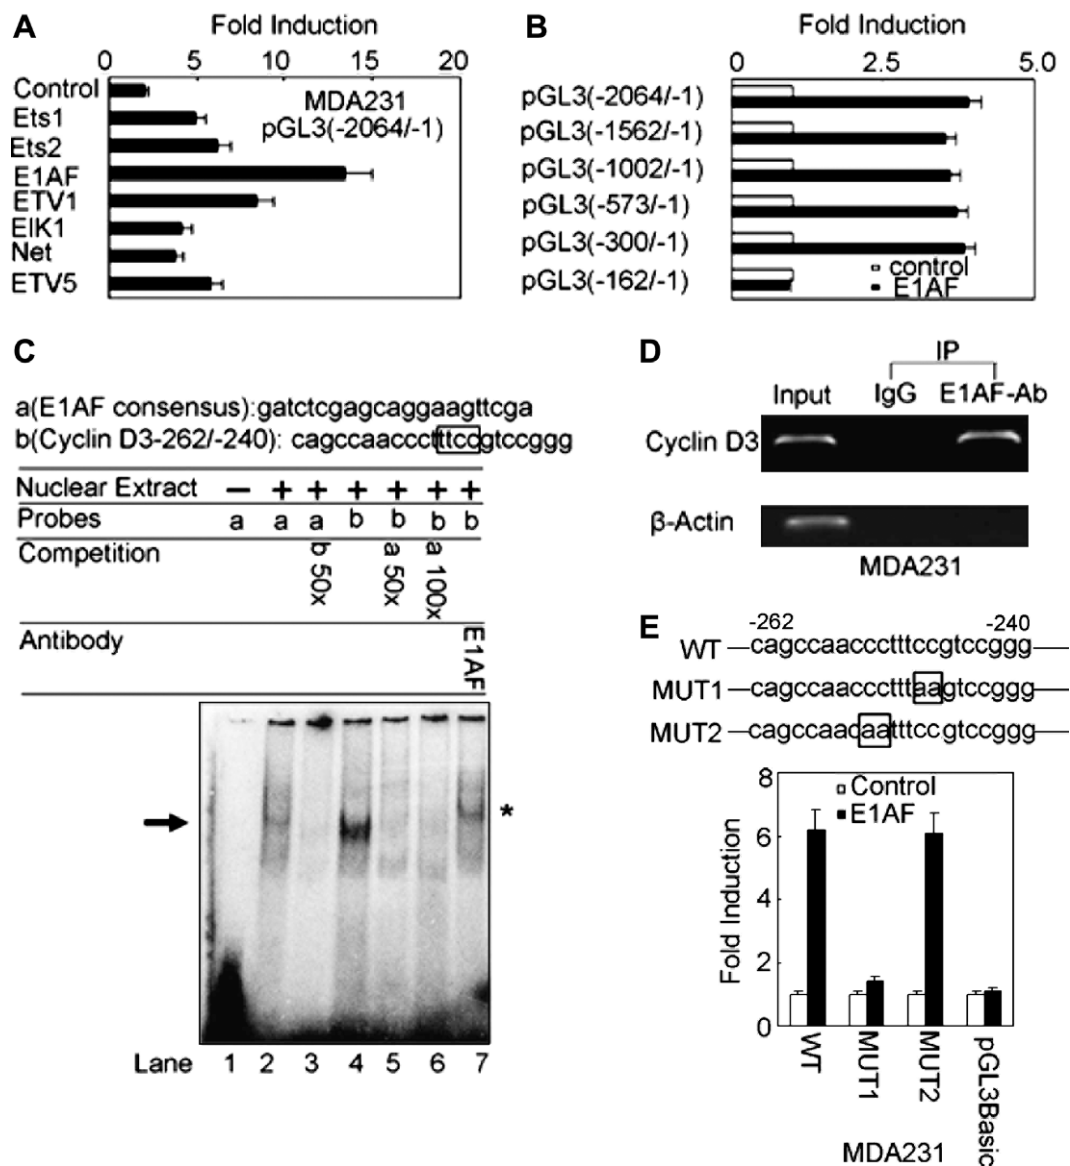 A
Fold Induction
0 5 10 15 20
Control
Ets1
Ets2
E1AF
ETV1
ElK1
Net
ETV5
MDA231
pGL3(-2064/-1)
B
Fold Induction
0 2.5 5.0
pGL3(-2064/-1)
pGL3(-1562/-1)
pGL3(-1002/-1)
pGL3(-573/-1)
pGL3(-300/-1)
pGL3(-162/-1)
control
E1AF
C
a(E1AF consensus):gatctcgagcaggaagttcga
b(Cyclin D3-262/-240): cagccaaccctttccgtccggg
Nuclear Extract − + + + + + +
Probes a a a b b b b
Competition b 50x a 50x a 100x
Antibody E1AF
*
Lane 1 2 3 4 5 6 7
D
IP
Input IgG E1AF-Ab
Cyclin D3
β-Actin
MDA231
E
-262 -240
WT cagccaaccctttccgtccggg
MUT1 cagccaaccctttaagtccggg
MUT2 cagccaacaatttccgtccggg
Fold Induction
8
6
4
2
0
Control
E1AF
WT MUT1 MUT2 pGL3Basic
MDA231